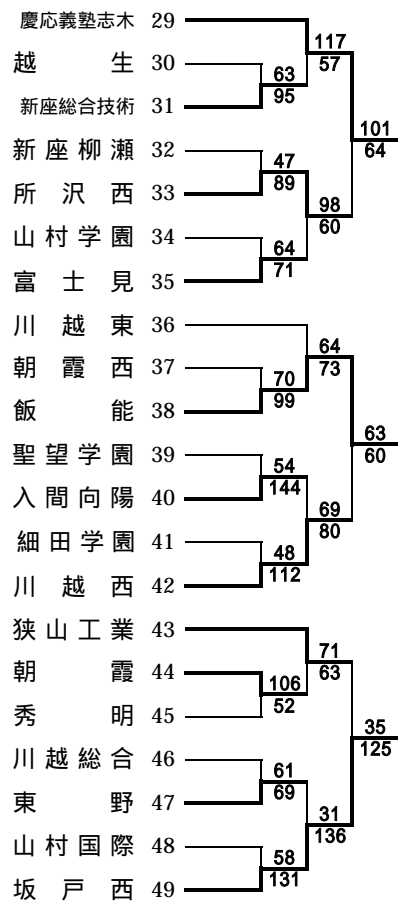 慶応義塾志木 29
越生 30
新座総合技術 31
新座柳瀬 32
所沢西 33
山村学園 34
富士見 35
川越東 36
朝霞西 37
飯能 38
聖望学園 39
入間向陽 40
細田学園 41
川越西 42
狭山工業 43
朝霞 44
秀明 45
川越総合 46
東野 47
山村国際 48
坂戸西 49
63
95
47
89
64
71
70
99
54
144
48
112
106
52
61
69
58
131
117
57
98
60
64
73
69
80
71
63
31
136
101
64
63
60
35
125